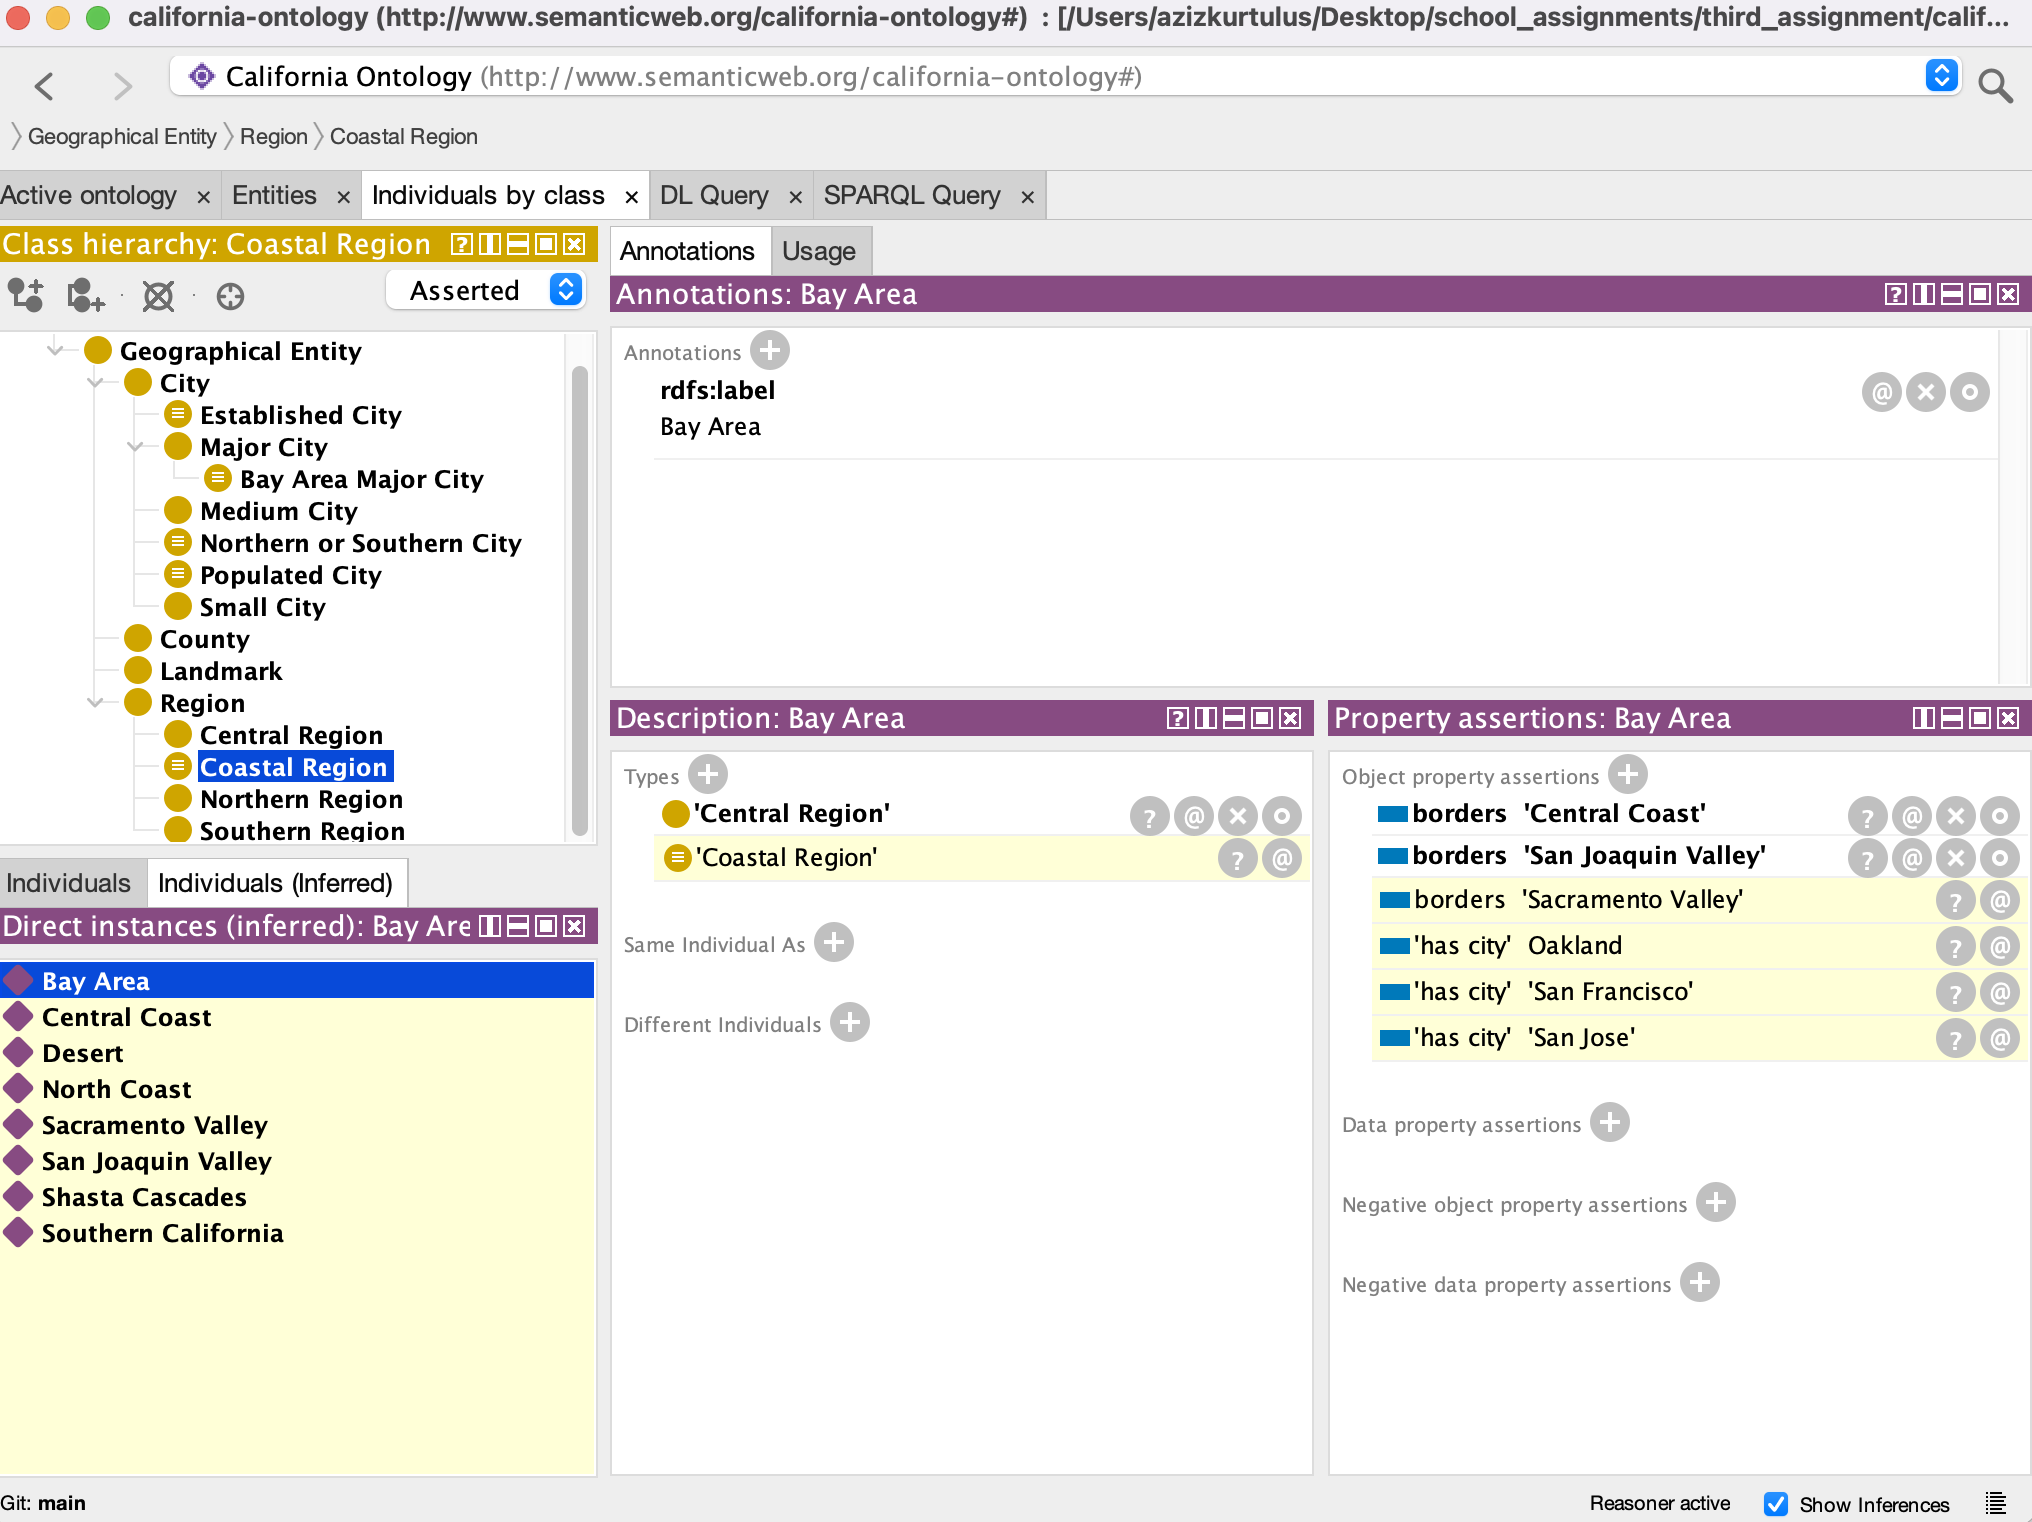 california-ontology (http://www.semanticweb.org/california-ontology#) : [/Users/azizkurtulus/Desktop/school_assignments/third_assignment/calif...
California Ontology (http://www.semanticweb.org/california-ontology#)
Geographical Entity Region Coastal Region
Active ontology × Entities × Individuals by class × DL Query × SPARQL Query ×
Class hierarchy: Coastal Region
Asserted
Geographical Entity
City
Established City
Major City
Bay Area Major City
Medium City
Northern or Southern City
Populated City
Small City
County
Landmark
Region
Central Region
Coastal Region
Northern Region
Southern Region
Individuals Individuals (Inferred)
Direct instances (inferred): Bay Are
Bay Area
Central Coast
Desert
North Coast
Sacramento Valley
San Joaquin Valley
Shasta Cascades
Southern California
Annotations Usage
Annotations: Bay Area
Annotations
rdfs:label
Bay Area
Description: Bay Area
Types
'Central Region'
'Coastal Region'
Same Individual As
Different Individuals
Property assertions: Bay Area
Object property assertions
borders 'Central Coast'
borders 'San Joaquin Valley'
borders 'Sacramento Valley'
'has city' Oakland
'has city' 'San Francisco'
'has city' 'San Jose'
Data property assertions
Negative object property assertions
Negative data property assertions
Git: main
Reasoner active Show Inferences